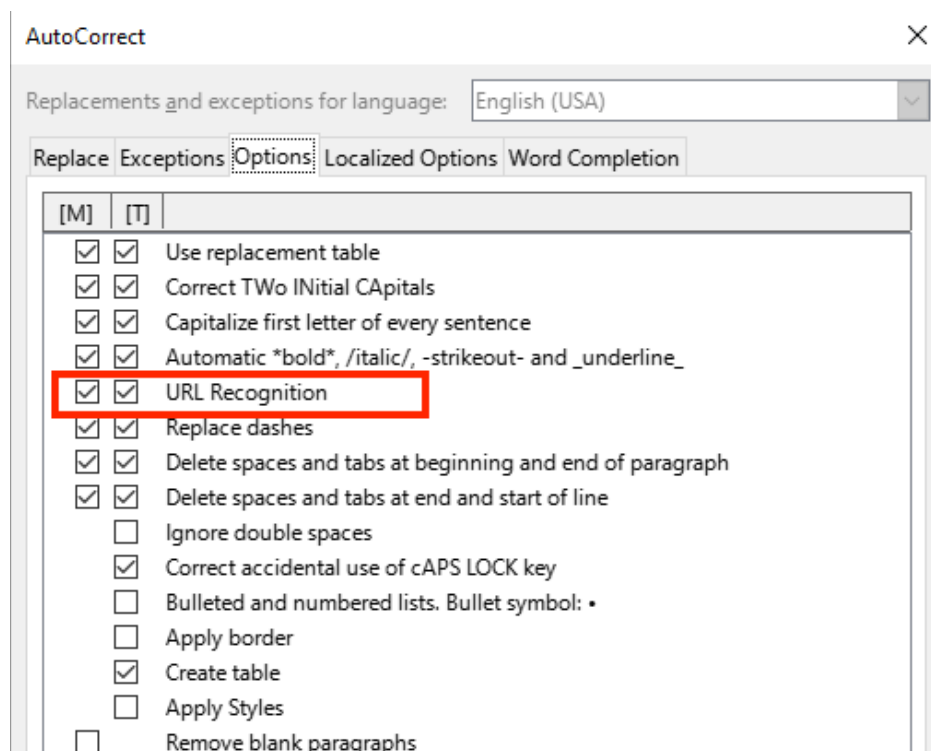 AutoCorrect
Replacements and exceptions for language: English (USA)
Replace Exceptions Options Localized Options Word Completion
[M] [T]
Use replacement table
Correct TWo INitial CApitals
Capitalize first letter of every sentence
Automatic *bold*, /italic/, -strikeout- and _underline_
URL Recognition
Replace dashes
Delete spaces and tabs at beginning and end of paragraph
Delete spaces and tabs at end and start of line
Ignore double spaces
Correct accidental use of cAPS LOCK key
Bulleted and numbered lists. Bullet symbol: •
Apply border
Create table
Apply Styles
Remove blank paragraphs